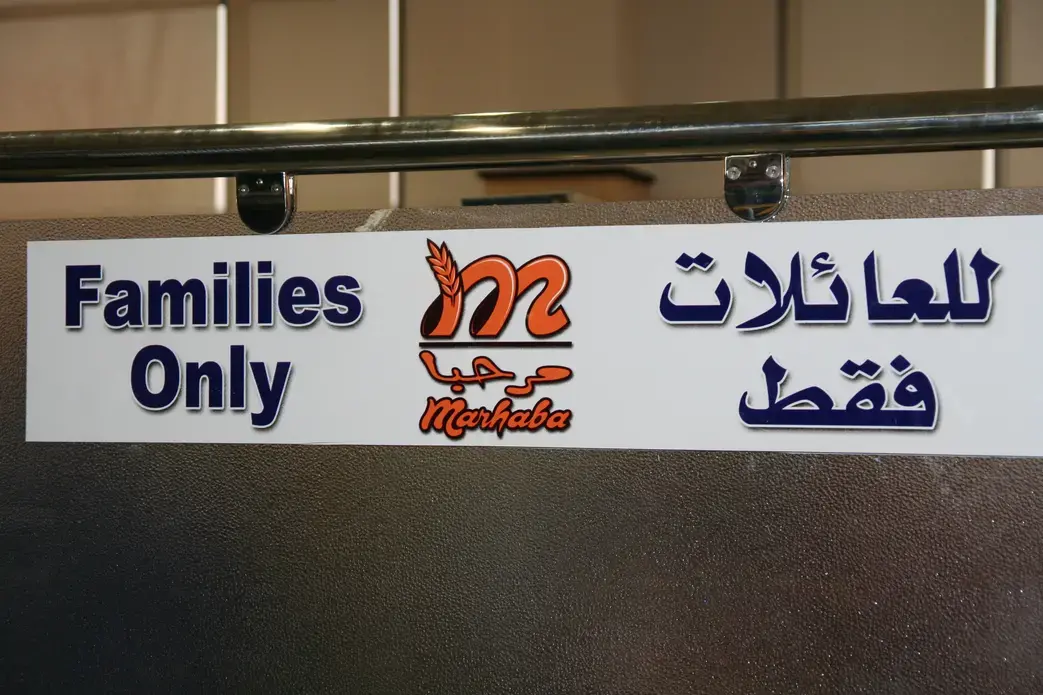 Families
Only
مرحبا
Marhaba
للعائلات
فقط